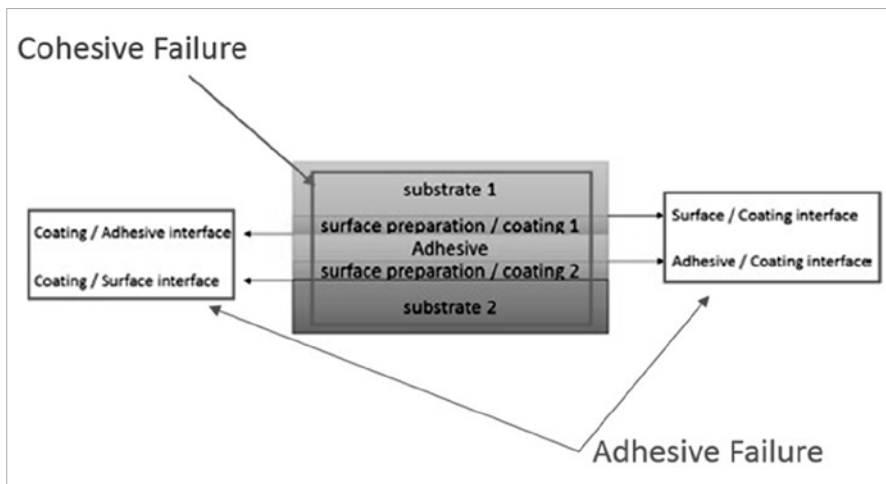 Cohesive Failure
substrate 1
surface preparation / coating 1
Adhesive
surface preparation / coating 2
substrate 2
Coating / Adhesive interface
Coating / Surface interface
Surface / Coating interface
Adhesive / Coating interface
Adhesive Failure